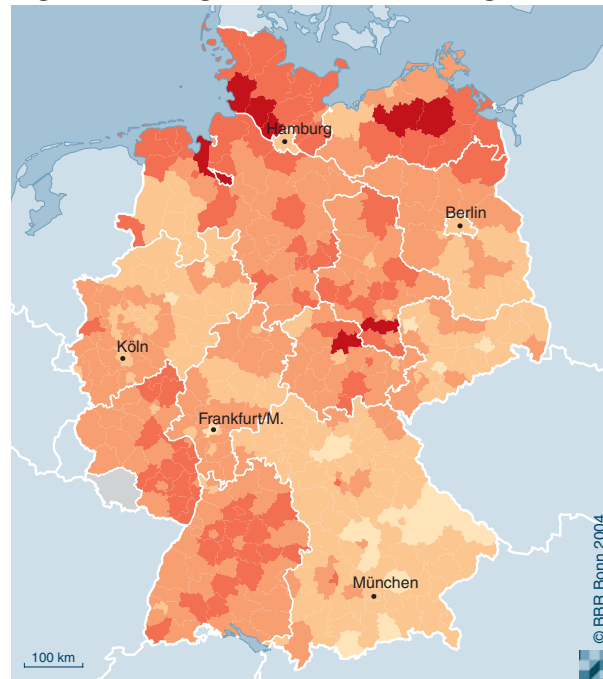 Hamburg
Berlin
Köln
Frankfurt/M.
München
100 km
© BBR Bonn 2004